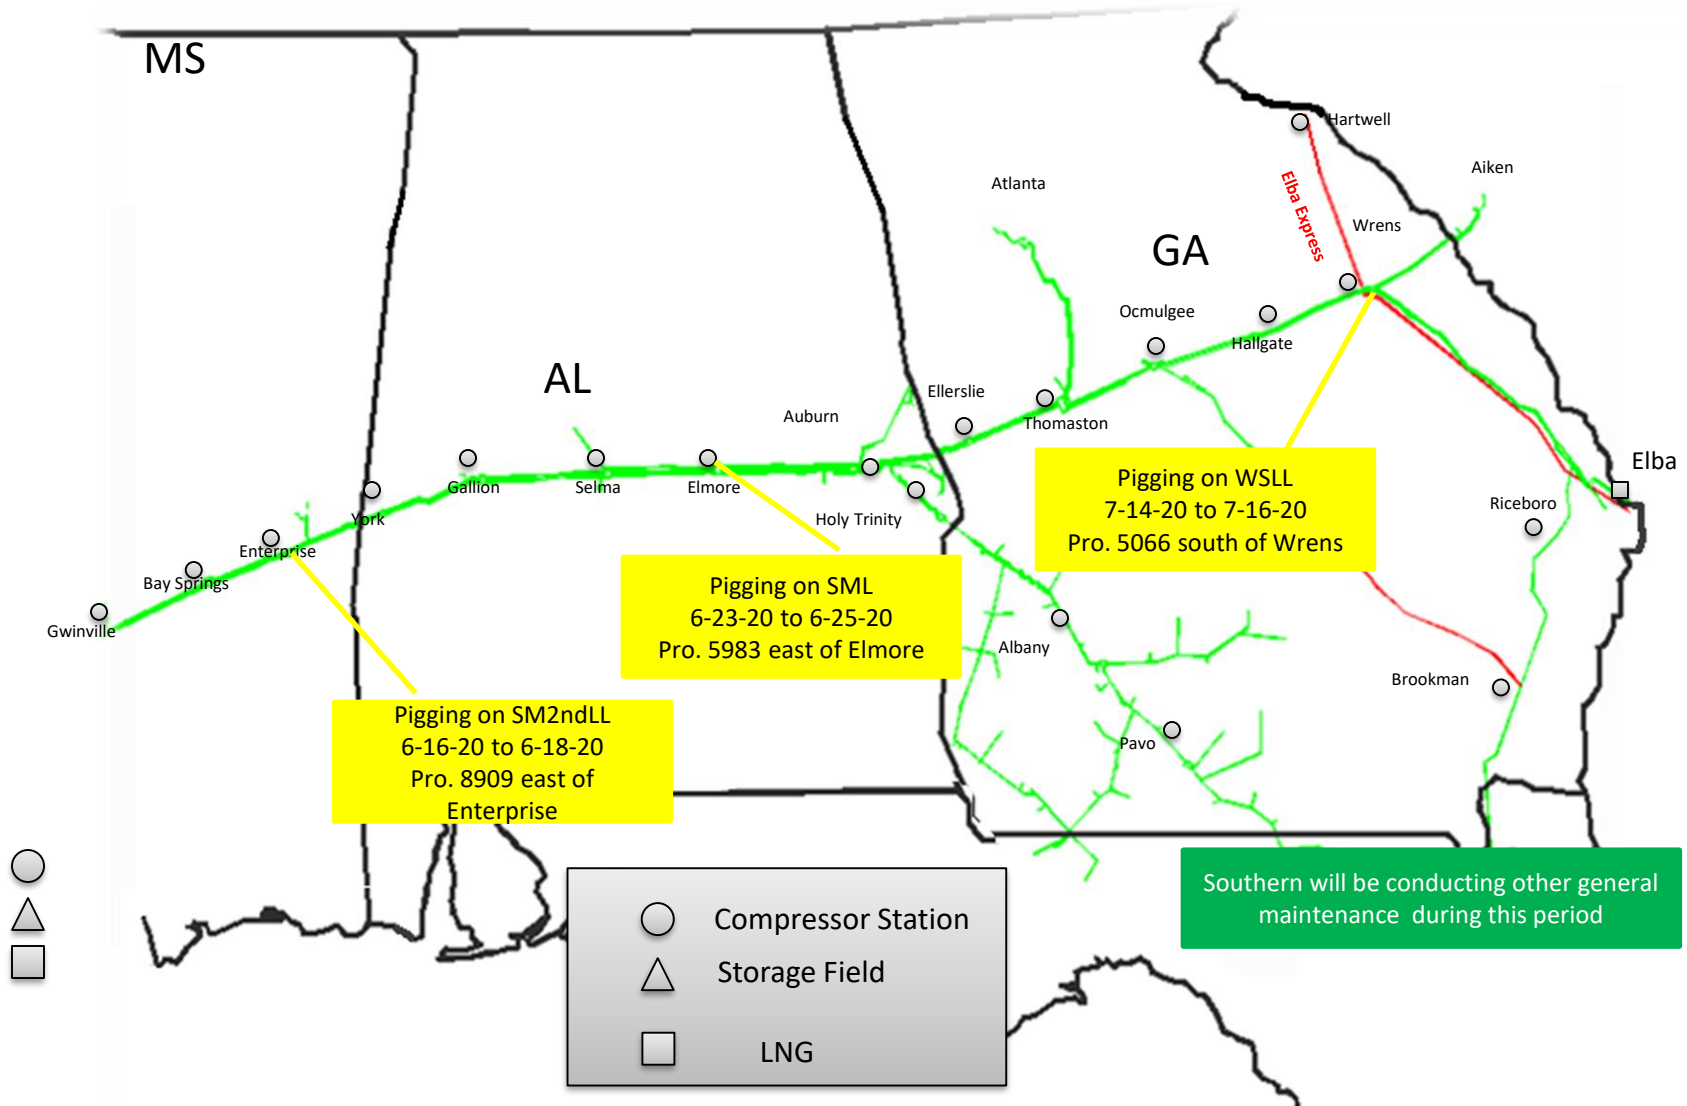 MS
Hartwell
Aiken
Atlanta
Elba Express
Wrens
GA
Ocmulgee
Hallgate
AL
Ellerslie
Auburn
Thomaston
Elba
Gallion
Selma
Elmore
Riceboro
York
Holy Trinity
Enterprise
Bay Springs
Gwinville
Pigging on WSLL
7-14-20 to 7-16-20
Pro. 5066 south of Wrens
Pigging on SML
6-23-20 to 6-25-20
Pro. 5983 east of Elmore
Albany
Brookman
Pavo
Pigging on SM2ndLL
6-16-20 to 6-18-20
Pro. 8909 east of
Enterprise
Southern will be conducting other general
maintenance during this period
Compressor Station
Storage Field
LNG